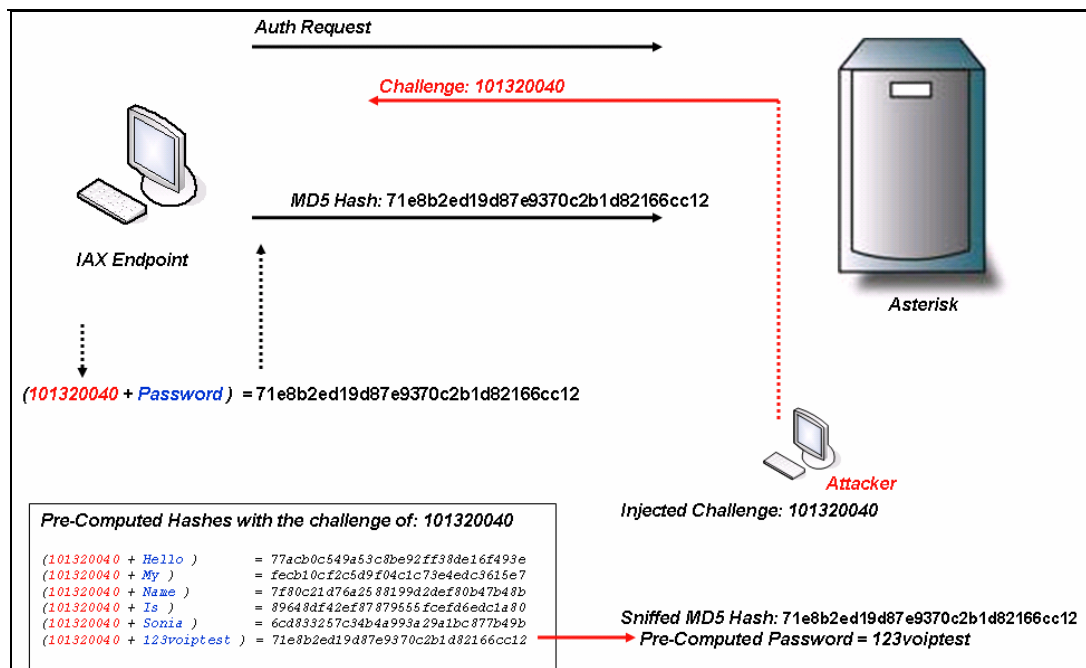 Auth Request
Challenge: 101320040
MD5 Hash: 71e8b2ed19d87e9370c2b1d82166cc12
IAX Endpoint
Asterisk
(101320040 + Password ) = 71e8b2ed19d87e9370c2b1d82166cc12
Attacker
Injected Challenge: 101320040
Pre-Computed Hashes with the challenge of: 101320040
(101320040 + Hello ) = 77acb0c549a53c8be92ff38de16f493e
(101320040 + My ) = fecb10cf2c5d9f04c1c73e4edc3615e7
(101320040 + Name ) = 7f80c21d76a2588199d2def80b47b48b
(101320040 + Is ) = 89648df42ef87879555fcefd6edc1a80
(101320040 + Sonia ) = 6cd833257c34b4a993a29a1bc877b49b
(101320040 + 123voiptest ) = 71e8b2ed19d87e9370c2b1d82166cc12
Sniffed MD5 Hash: 71e8b2ed19d87e9370c2b1d82166cc12
Pre-Computed Password = 123voiptest